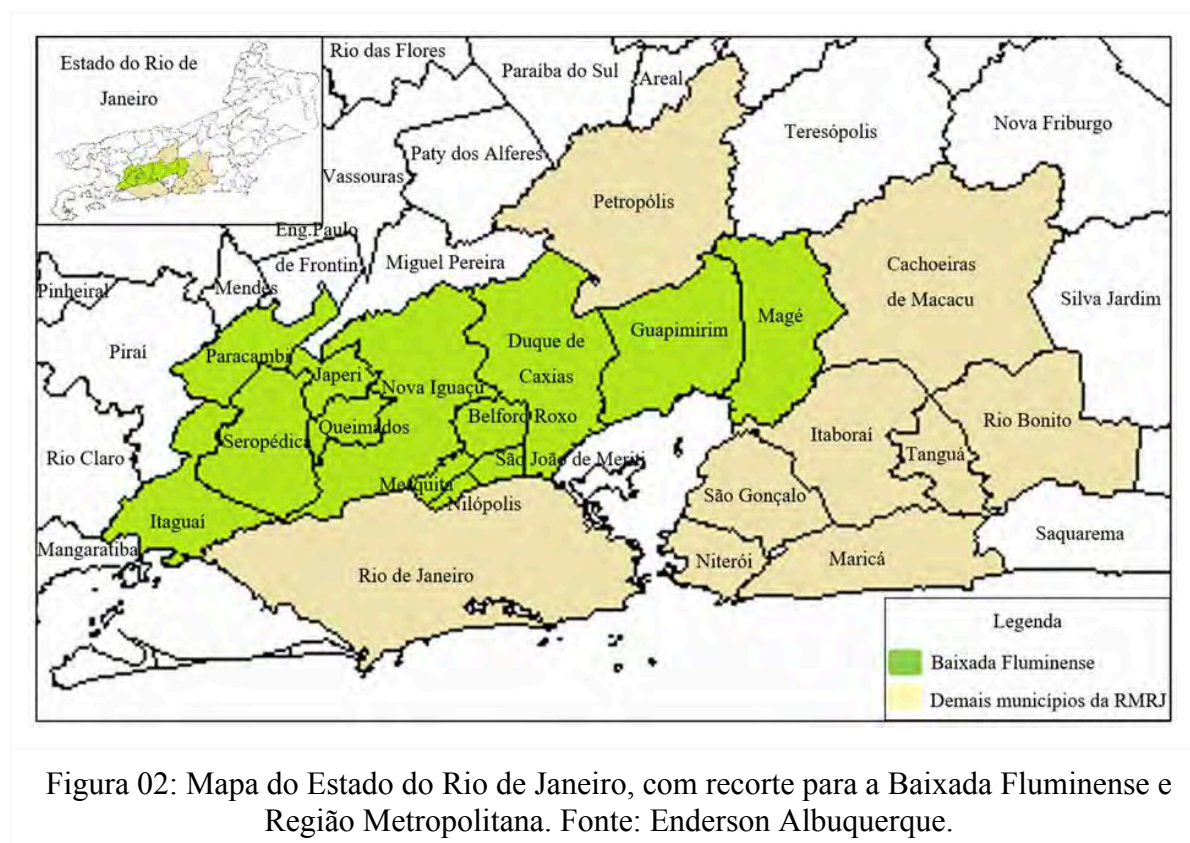 Estado do Rio de
Janeiro
Rio das Flores
Paraíba do Sul
Areal
Teresópolis
Nova Friburgo
Paty dos Alferes
Vassouras
Petropólis
Eng.Paulo
de Frontin
Miguel Pereira
Mendes
Pinheiral
Cachoeiras
de Macacu
Silva Jardim
Piraí
Paracambi
Japeri
Nova Iguaçu
Duque de
Caxias
Guapimirim
Magé
Belford Roxo
Queimados
Seropédica
Rio Claro
São João de Meriti
Mesquita
Nilópolis
Itaboraí
Tanguá
Rio Bonito
São Gonçalo
Itaguaí
Mangaratiba
Rio de Janeiro
Niterói
Maricá
Saquarema
Legenda
Baixada Fluminense
Demais municípios da RMRJ
Figura 02: Mapa do Estado do Rio de Janeiro, com recorte para a Baixada Fluminense e
Região Metropolitana. Fonte: Enderson Albuquerque.